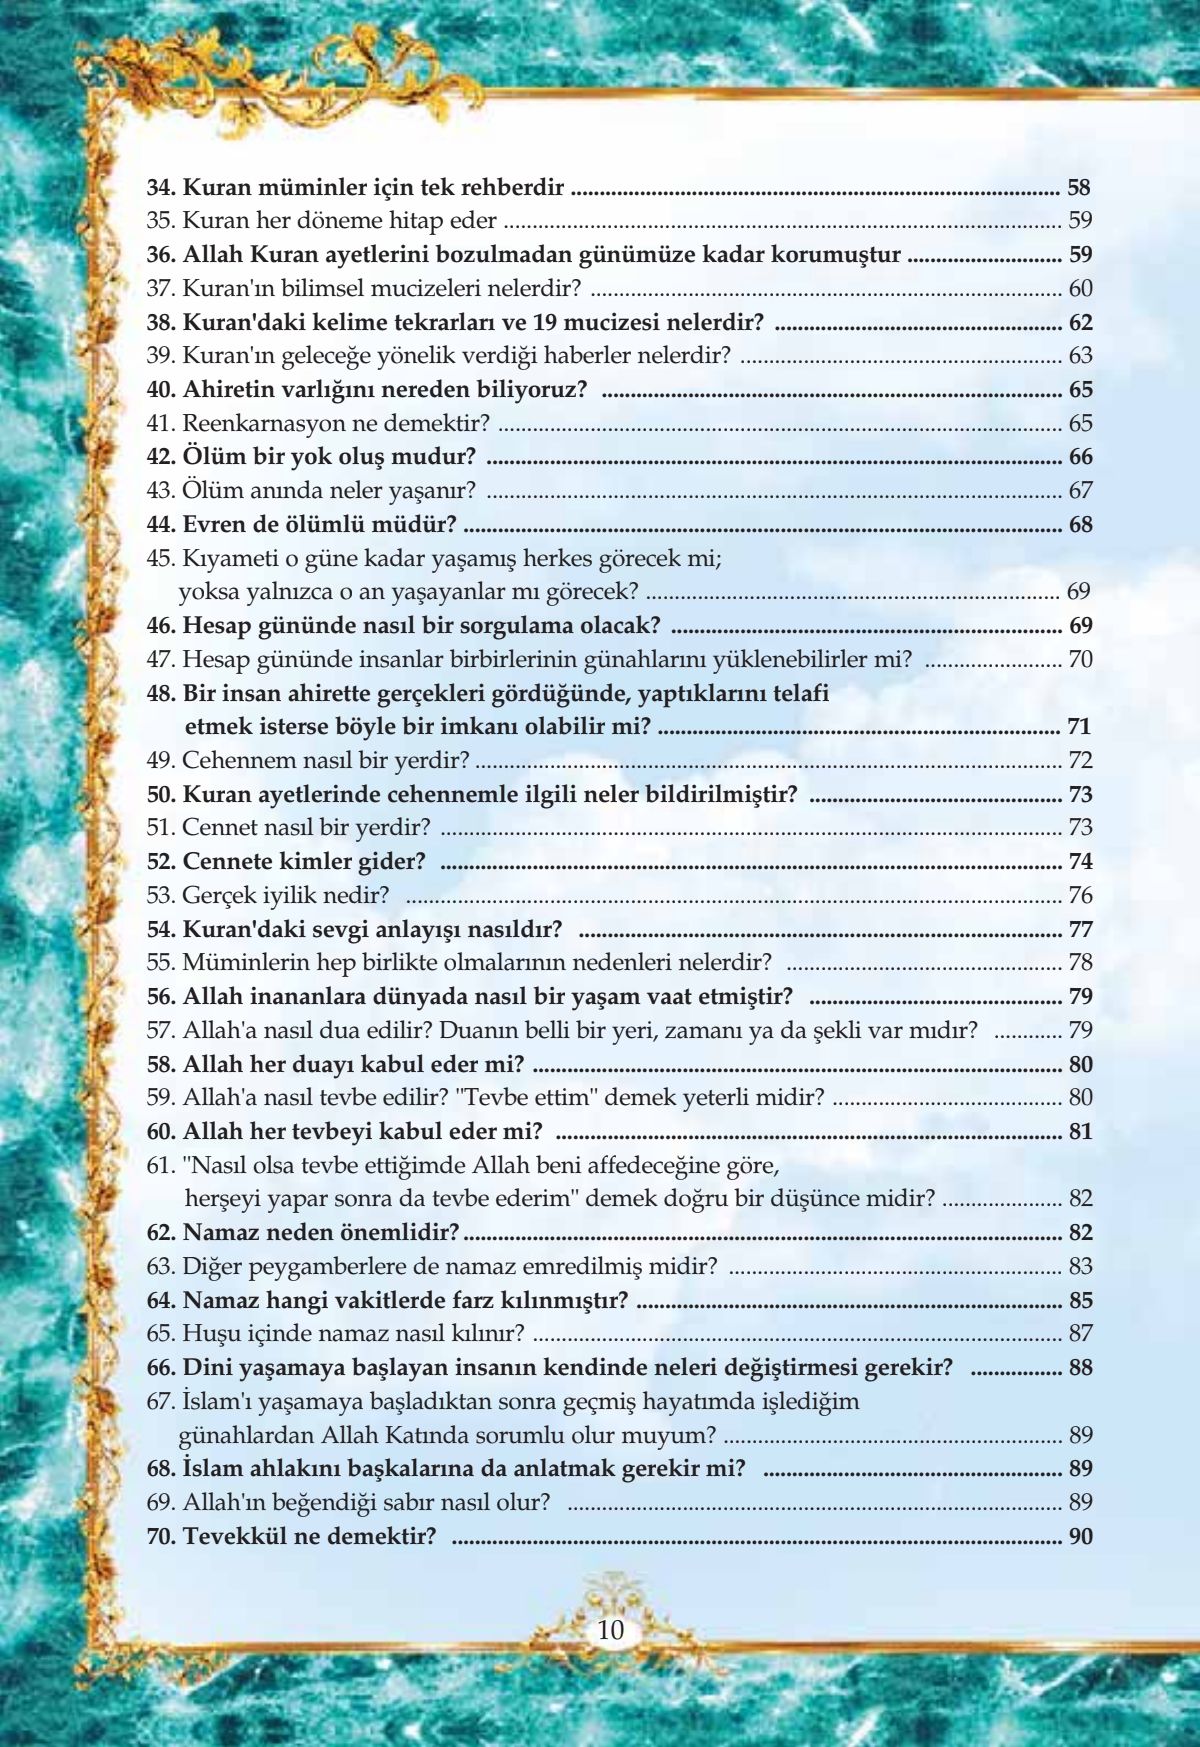 34. Kuran müminler için tek rehberdir ..................................................................................... 58
35. Kuran her döneme hitap eder ................................................................................................. 59
36. Allah Kuran ayetlerini bozulmadan günümüze kadar korumuştur ........................... 59
37. Kuran'ın bilimsel mucizeleri nelerdir? .................................................................................. 60
38. Kuran'daki kelime tekrarları ve 19 mucizesi nelerdir? .................................................. 62
39. Kuran'ın geleceğe yönelik verdiği haberler nelerdir? ........................................................ 63
40. Ahiretin varlığını nereden biliyoruz? ................................................................................ 65
41. Reenkarnasyon ne demektir? .................................................................................................. 65
42. Ölüm bir yok oluş mudur? .................................................................................................... 66
43. Ölüm anında neler yaşanır? .................................................................................................... 67
44. Evren de ölümlü müdür? ........................................................................................................ 68
45. Kıyameti o güne kadar yaşamış herkes görecek mi;
yoksa yalnızca o an yaşayanlar mı görecek? ........................................................................ 69
46. Hesap gününde nasıl bir sorgulama olacak? .................................................................... 69
47. Hesap gününde insanlar birbirlerinin günahlarını yüklenebilirler mi? ........................ 70
48. Bir insan ahirette gerçekleri gördüğünde, yaptıklarını telafi
etmek isterse böyle bir imkanı olabilir mi? ...................................................................... 71
49. Cehennem nasıl bir yerdir? ...................................................................................................... 72
50. Kuran ayetlerinde cehennemle ilgili neler bildirilmiştir? ............................................ 73
51. Cennet nasıl bir yerdir? ............................................................................................................ 73
52. Cennete kimler gider? ............................................................................................................ 74
53. Gerçek iyilik nedir? .................................................................................................................. 76
54. Kuran'daki sevgi anlayışı nasıldır? .................................................................................... 77
55. Müminlerin hep birlikte olmalarının nedenleri nelerdir? ................................................ 78
56. Allah inananlara dünyada nasıl bir yaşam vaat etmiştir? ............................................ 79
57. Allah'a nasıl dua edilir? Duanın belli bir yeri, zamanı ya da şekli var mıdır? ............ 79
58. Allah her duayı kabul eder mi? ............................................................................................ 80
59. Allah'a nasıl tevbe edilir? "Tevbe ettim" demek yeterli midir? ........................................ 80
60. Allah her tevbeyi kabul eder mi? ........................................................................................ 81
61. "Nasıl olsa tevbe ettiğimde Allah beni affedeceğine göre,
herşeyi yapar sonra da tevbe ederim" demek doğru bir düşünce midir? ..................... 82
62. Namaz neden önemlidir? ........................................................................................................ 82
63. Diğer peygamberlere de namaz emredilmiş midir? .......................................................... 83
64. Namaz hangi vakitlerde farz kılınmıştır? .......................................................................... 85
65. Huşu içinde namaz nasıl kılınır? ............................................................................................ 87
66. Dini yaşamaya başlayan insanın kendinde neleri değiştirmesi gerekir? ................ 88
67. İslam'ı yaşamaya başladıktan sonra geçmiş hayatımda işlediğim
günahlardan Allah Katında sorumlu olur muyum? ........................................................... 89
68. İslam ahlakını başkalarına da anlatmak gerekir mi? .................................................... 89
69. Allah'ın beğendiği sabır nasıl olur? ...................................................................................... 89
70. Tevekkül ne demektir? .......................................................................................................... 90
10